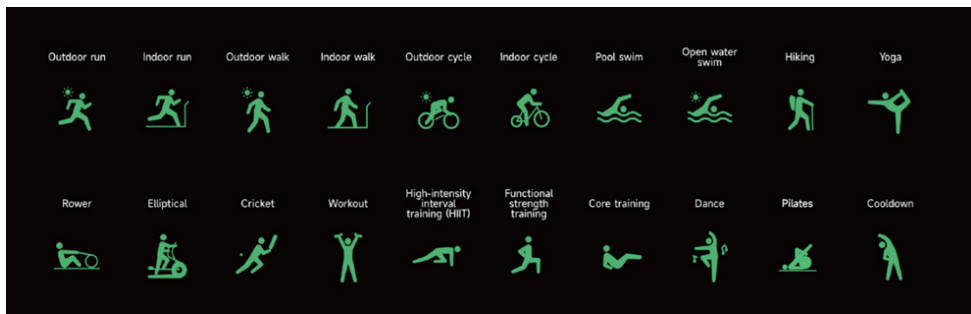 Outdoor run
Indoor run
Outdoor walk
Indoor walk
Outdoor cycle
Indoor cycle
Pool swim
Open water
swim
Hiking
Yoga
Rower
Elliptical
Cricket
Workout
High-intensity
interval
training (HIIT)
Functional
strength
training
Core training
Dance
Pilates
Cooldown